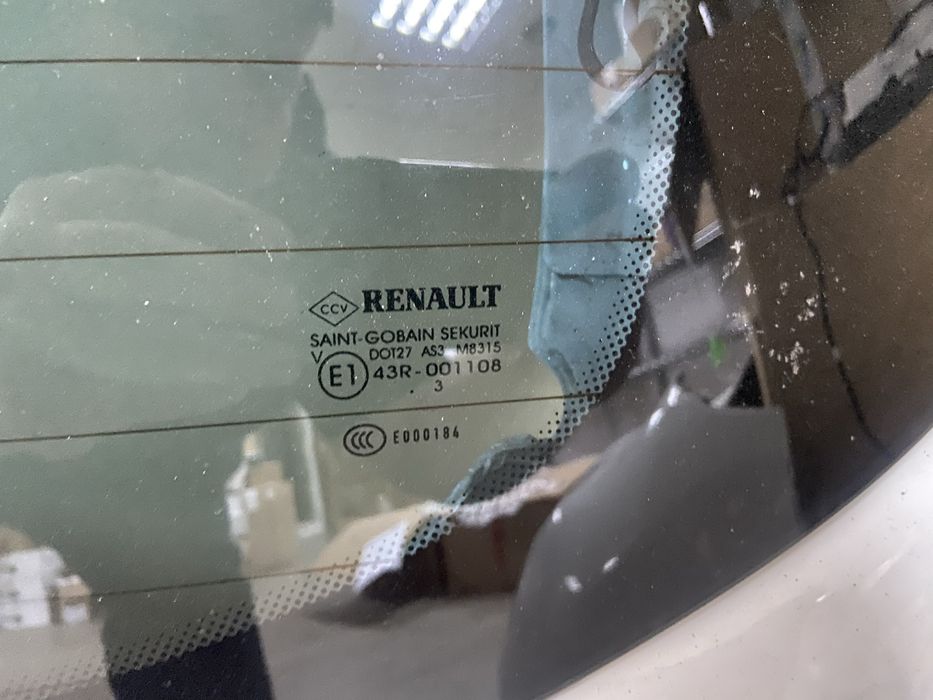 CCV RENAULT
SAINT-GOBAIN SEKURIT
V DOT27 AS3 M8315
E1 43R-001108
. 3
CCC E000184